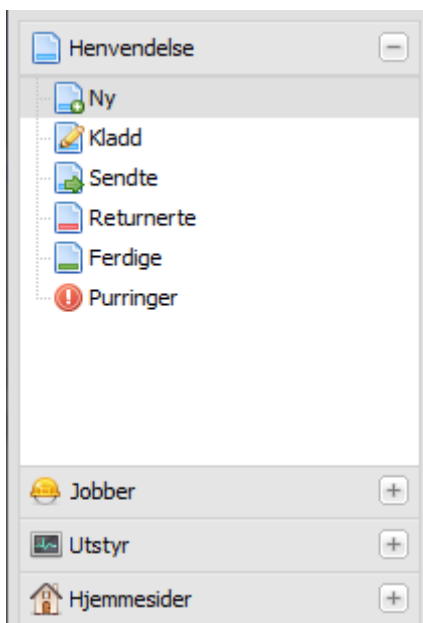 Henvendelse
Ny
Kladd
Sendte
Returnerte
Ferdige
Purringer
Jobber
Utstyr
Hjemmesider